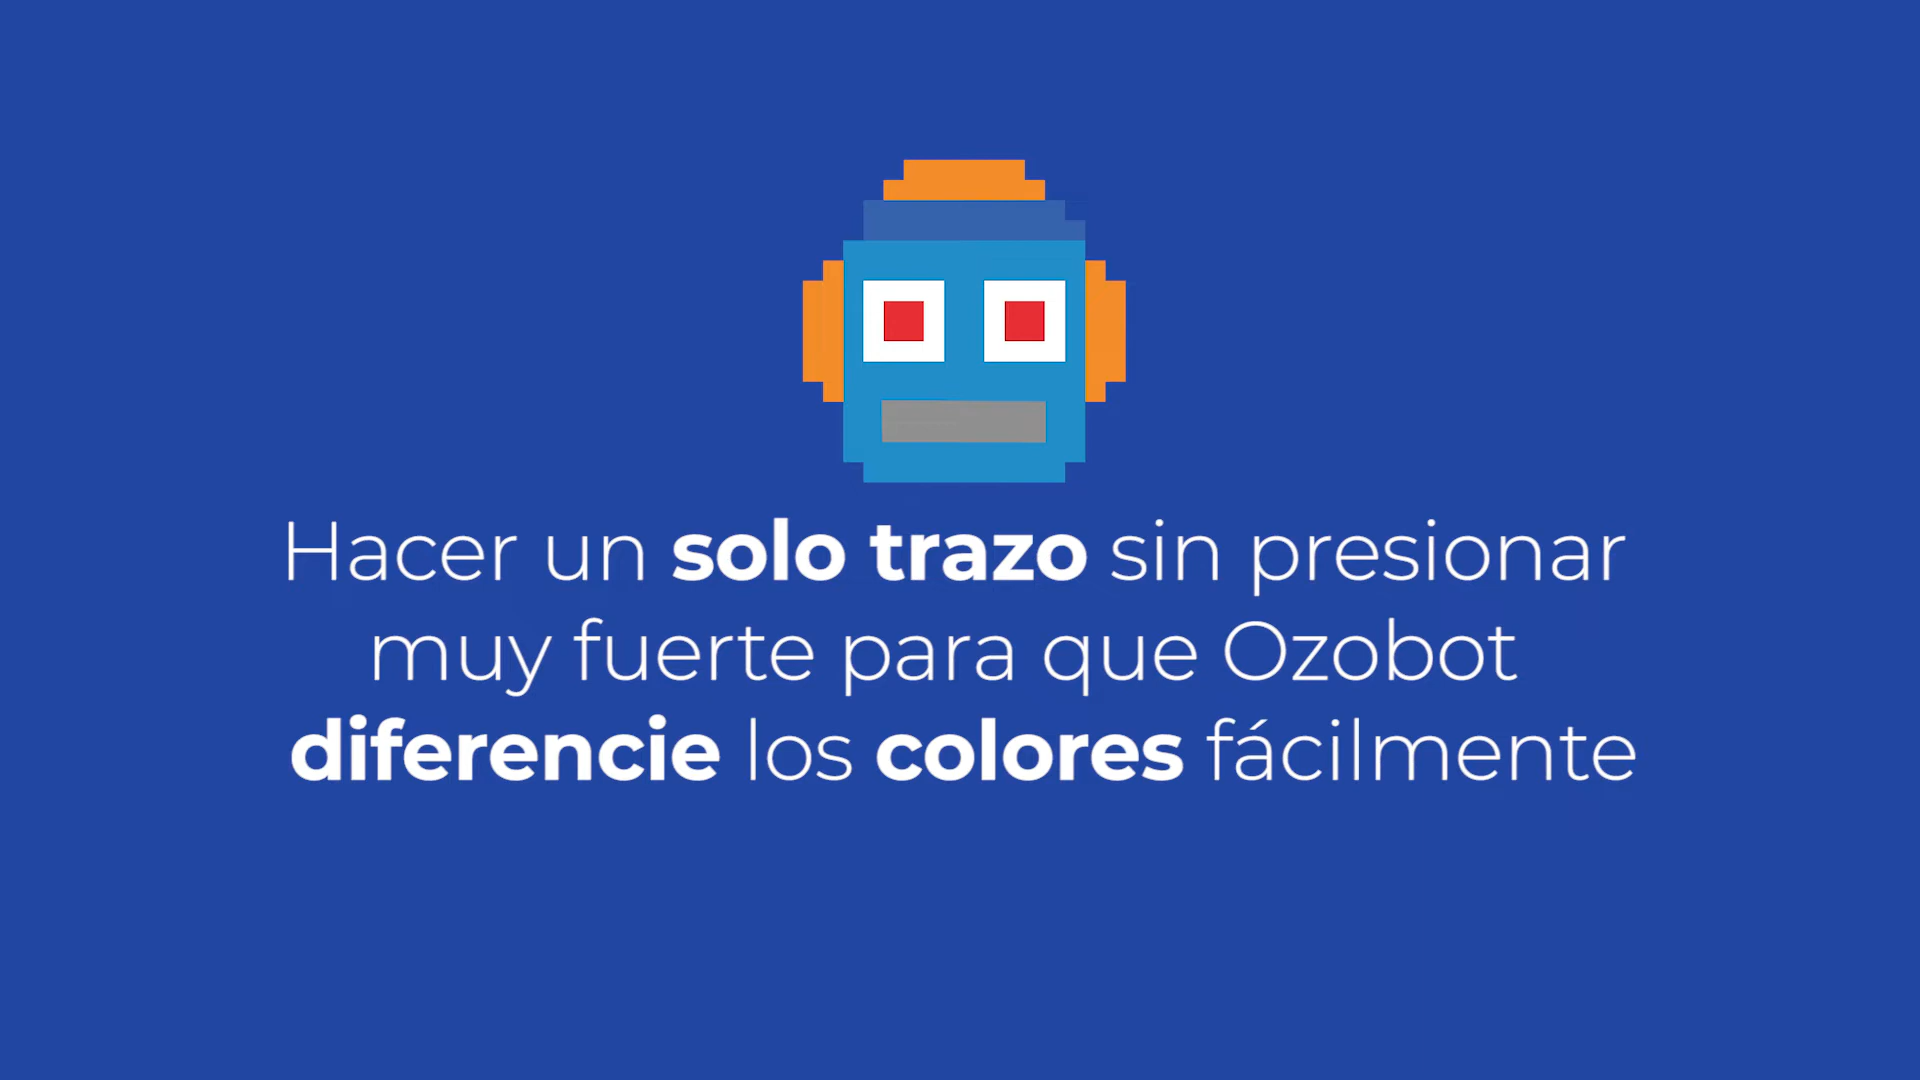 Hacer un solo trazo sin presionar
muy fuerte para que Ozobot
diferencie los colores fácilmente